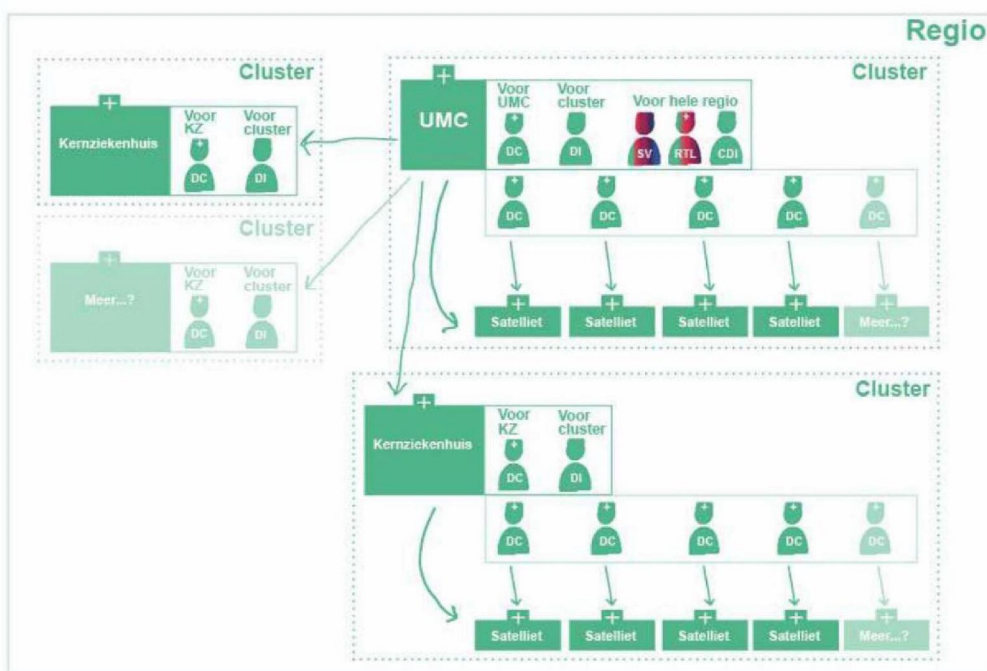 Regio
Cluster
Kernziekenhuis
Voor
KZ
Voor
cluster
DC
DI
Cluster
Meer...?
Voor
KZ
Voor
cluster
DC
DI
Cluster
UMC
Voor
UMC
Voor
cluster
Voor hele regio
DC
DI
SV
RTL
CDI
DC
DC
DC
DC
DC
Satelliet
Satelliet
Satelliet
Satelliet
Meer...?
Cluster
Kernziekenhuis
Voor
KZ
Voor
cluster
DC
DI
DC
DC
DC
DC
DC
Satelliet
Satelliet
Satelliet
Satelliet
Meer...?